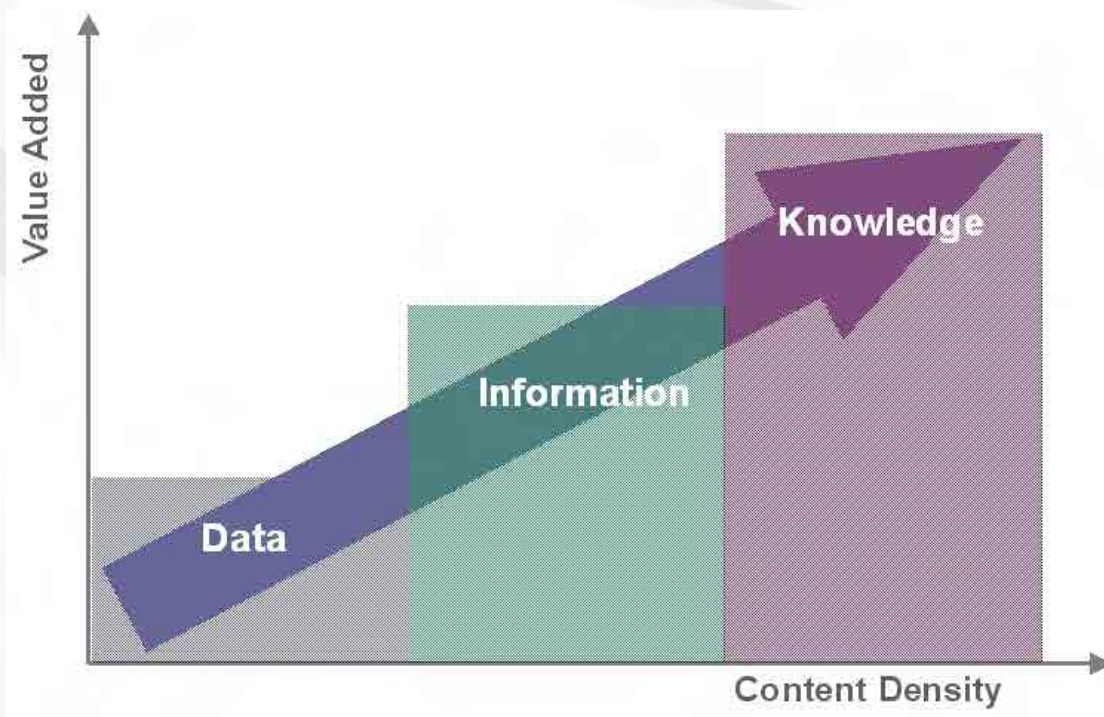 Value Added
Knowledge
Information
Data
Content Density